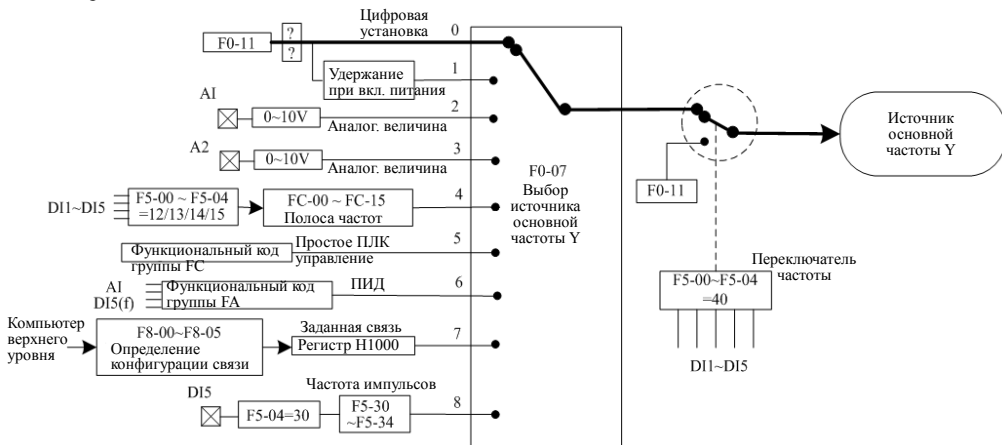 Цифровая
установка
0
F0-11
?
?
1
Удержание
при вкл. питания
AI
2
0~10V
Аналог. величина
A2
3
0~10V
Аналог. величина
DI1~DI5
F5-00 ~ F5-04
=12/13/14/15
FC-00 ~ FC-15
Полоса частот
4
Функциональный код
группы FC
Простое ПЛК
управление
5
AI
DI5(f)
Функциональный код
группы FA
ПИД
6
Компьютер
верхнего
уровня
F8-00~F8-05
Определение
конфигурации связи
Заданная связь
Регистр H1000
7
DI5
F5-04=30
Частота импульсов
F5-30
~F5-34
8
F0-07
Выбор
источника
основной
частоты Y
F0-11
Переключатель
частоты
F5-00~F5-04
=40
DI1~DI5
Источник
основной
частоты Y